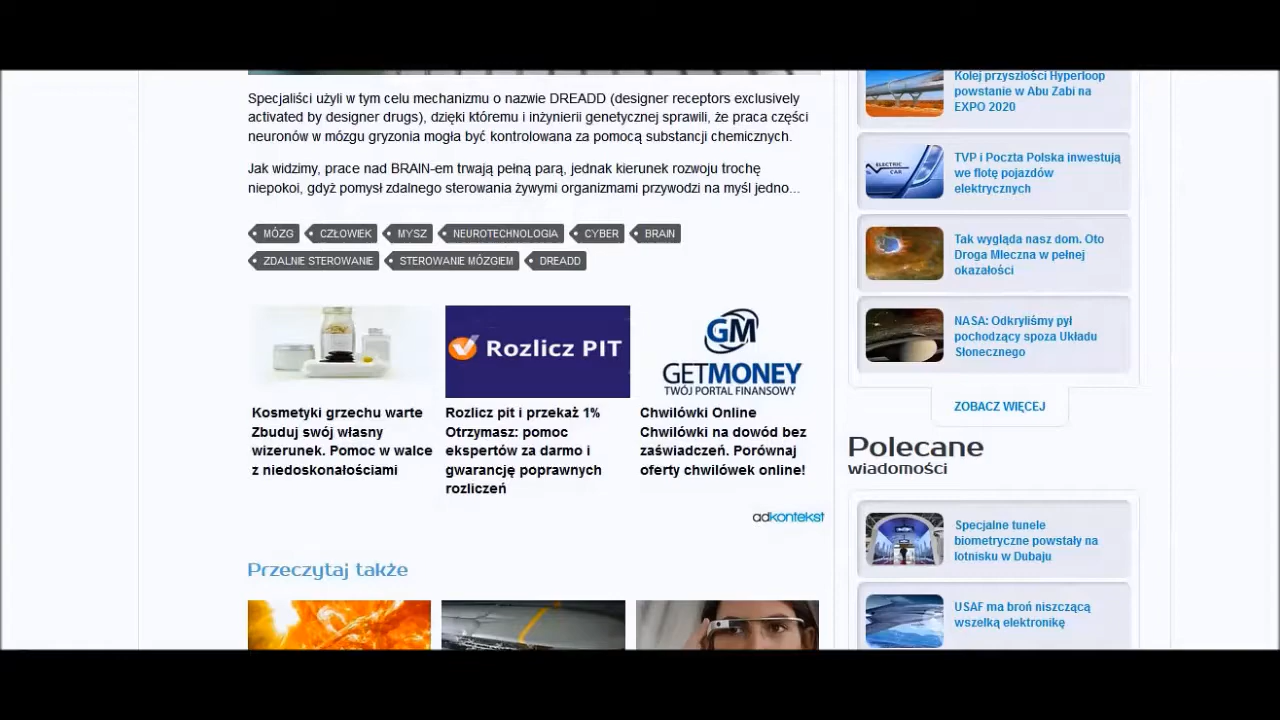 Specjaliści użyli w tym celu mechanizmu o nazwie DREADD (designer receptors exclusively
activated by designer drugs), dzięki któremu i inżynierii genetycznej sprawili, że praca części
neuronów w mózgu gryzonia mogła być kontrolowana za pomocą substancji chemicznych.
Jak widzimy, prace nad BRAIN-em trwają pełną parą, jednak kierunek rozwoju trochę
niepokoi, gdyż pomysł zdalnego sterowania żywymi organizmami przywodzi na myśl jedno...
MÓZG CZŁOWIEK MYSZ NEUROTECHNOLOGIA CYBER BRAIN
ZDALNIE STEROWANIE STEROWANIE MÓZGIEM DREADD
Rozlicz PIT
GM
GETMONEY
TWÓJ PORTAL FINANSOWY
Kosmetyki grzechu warte
Zbuduj swój własny
wizerunek. Pomoc w walce
z niedoskonałościami
Rozlicz pit i przekaż 1%
Otrzymasz: pomoc
ekspertów za darmo i
gwarancję poprawnych
rozliczeń
Chwilówki Online
Chwilówki na dowód bez
zaświadczeń. Porównaj
oferty chwilówek online!
adkontekst
Przeczytaj także
Kolej przyszłości Hyperloop
powstanie w Abu Zabi na
EXPO 2020
ELECTRIC
CAR
TVP i Poczta Polska inwestują
we flotę pojazdów
elektrycznych
Tak wygląda nasz dom. Oto
Droga Mleczna w pełnej
okazałości
NASA: Odkryliśmy pył
pochodzący spoza Układu
Słonecznego
ZOBACZ WIĘCEJ
Polecane
wiadomości
Specjalne tunele
biometryczne powstały na
lotnisku w Dubaju
USAF ma broń niszczącą
wszelką elektronikę